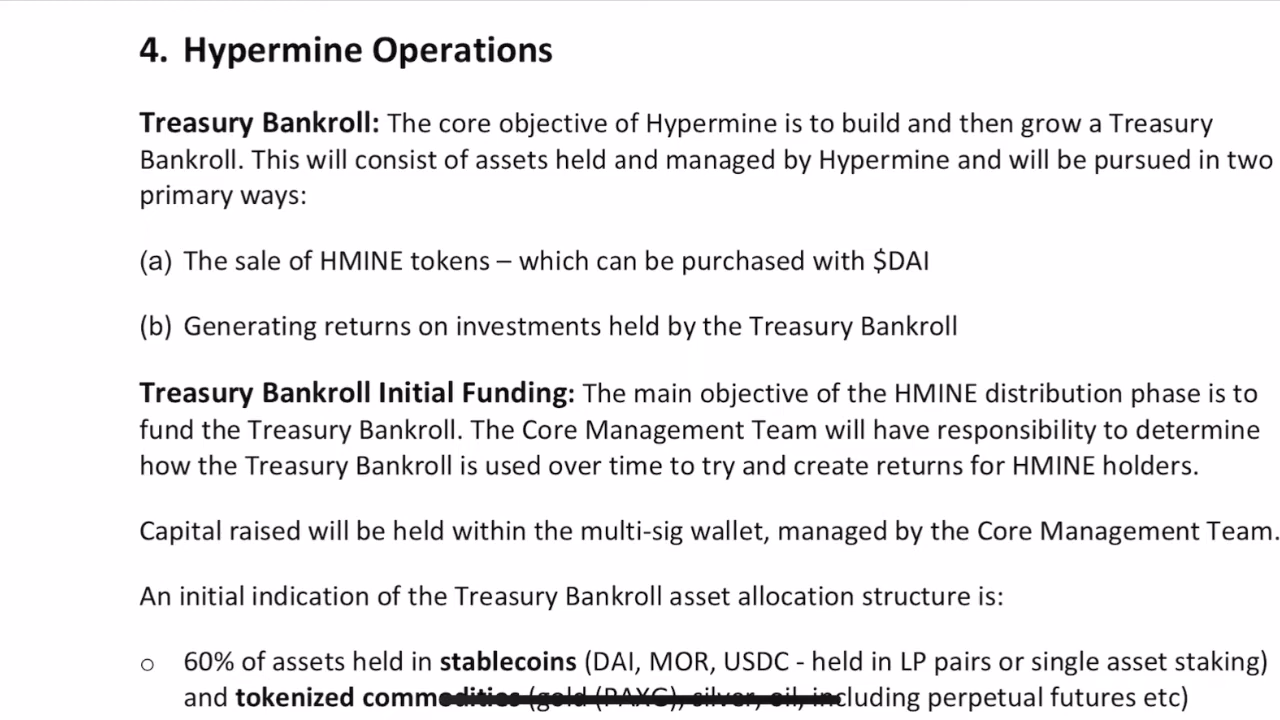 4. Hypermine Operations
Treasury Bankroll: The core objective of Hypermine is to build and then grow a Treasury
Bankroll. This will consist of assets held and managed by Hypermine and will be pursued in two
primary ways:
(a) The sale of HMINE tokens – which can be purchased with $DAI
(b) Generating returns on investments held by the Treasury Bankroll
Treasury Bankroll Initial Funding: The main objective of the HMINE distribution phase is to
fund the Treasury Bankroll. The Core Management Team will have responsibility to determine
how the Treasury Bankroll is used over time to try and create returns for HMINE holders.
Capital raised will be held within the multi-sig wallet, managed by the Core Management Team.
An initial indication of the Treasury Bankroll asset allocation structure is:
○ 60% of assets held in stablecoins (DAI, MOR, USDC - held in LP pairs or single asset staking)
and tokenized commodities (gold (PAXG), silver, oil, including perpetual futures etc)